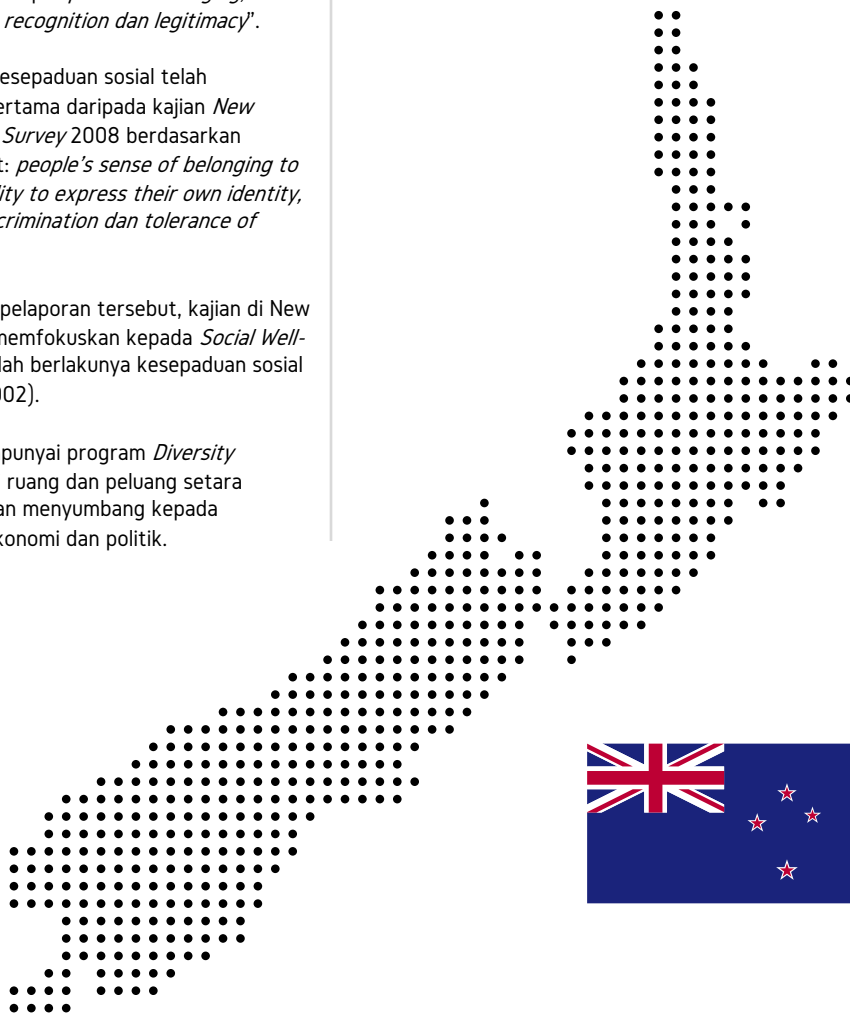 recognition dan legitimacy”.
esepaduan sosial telah
ertama daripada kajian New
Survey 2008 berdasarkan
t: people’s sense of belonging to
lity to express their own identity,
crimination dan tolerance of
pelaporan tersebut, kajian di New
memfokuskan kepada Social Well-
lah berlakunya kesepaduan sosial
002).
punyai program Diversity
ruang dan peluang setara
an menyumbang kepada
konomi dan politik.